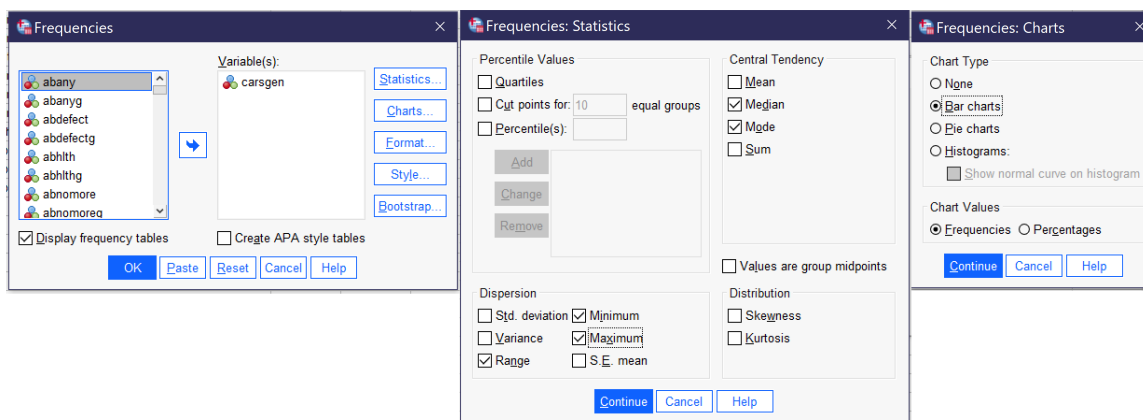 Frequencies
Variable(s):
abany
abanyg
abdefect
abdefectg
abhlth
abhlthg
abnomore
abnomoreg
carsgen
Statistics...
Charts...
Format...
Style...
Bootstrap...
Display frequency tables
Create APA style tables
OK Paste Reset Cancel Help
Frequencies: Statistics
Percentile Values
Quartiles
Cut points for: 10 equal groups
Percentile(s):
Add
Change
Remove
Central Tendency
Mean
Median
Mode
Sum
Values are group midpoints
Dispersion
Std. deviation Minimum
Variance Maximum
Range S.E. mean
Distribution
Skewness
Kurtosis
Continue Cancel Help
Frequencies: Charts
Chart Type
None
Bar charts
Pie charts
Histograms:
Show normal curve on histogram
Chart Values
Frequencies Percentages
Continue Cancel Help